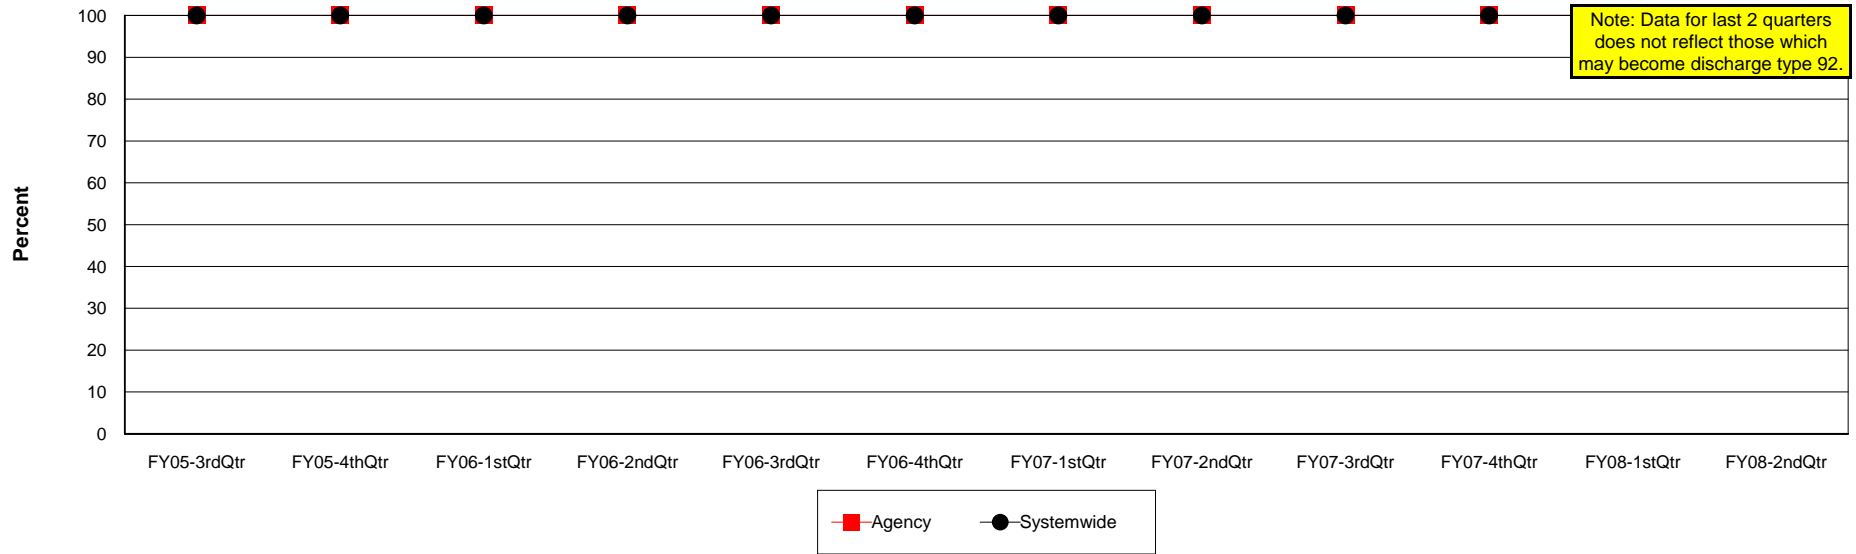 Note: Data for last 2 quarters
does not reflect those which
may become discharge type 92.
Percent
100
90
80
70
60
50
40
30
20
10
0
FY05-3rdQtr FY05-4thQtr FY06-1stQtr FY06-2ndQtr FY06-3rdQtr FY06-4thQtr FY07-1stQtr FY07-2ndQtr FY07-3rdQtr FY07-4thQtr FY08-1stQtr FY08-2ndQtr
Agency Systemwide